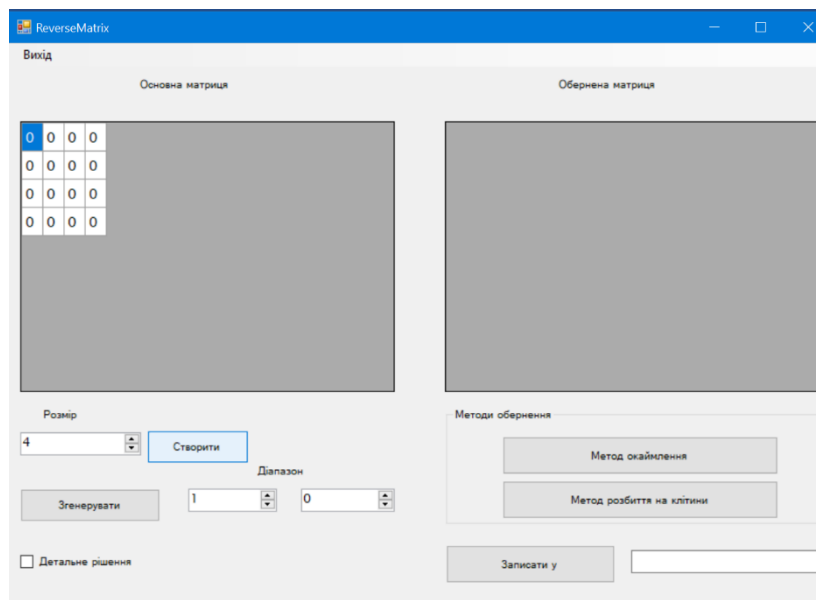 ReverseMatrix
Вихід
Основна матриця
Обернена матриця
0 0 0 0
0 0 0 0
0 0 0 0
0 0 0 0
Розмір
4
Створити
Діапазон
Згенерувати
1
0
Детальне рішення
Методи обернення
Метод окаймлення
Метод розбиття на клітини
Записати у